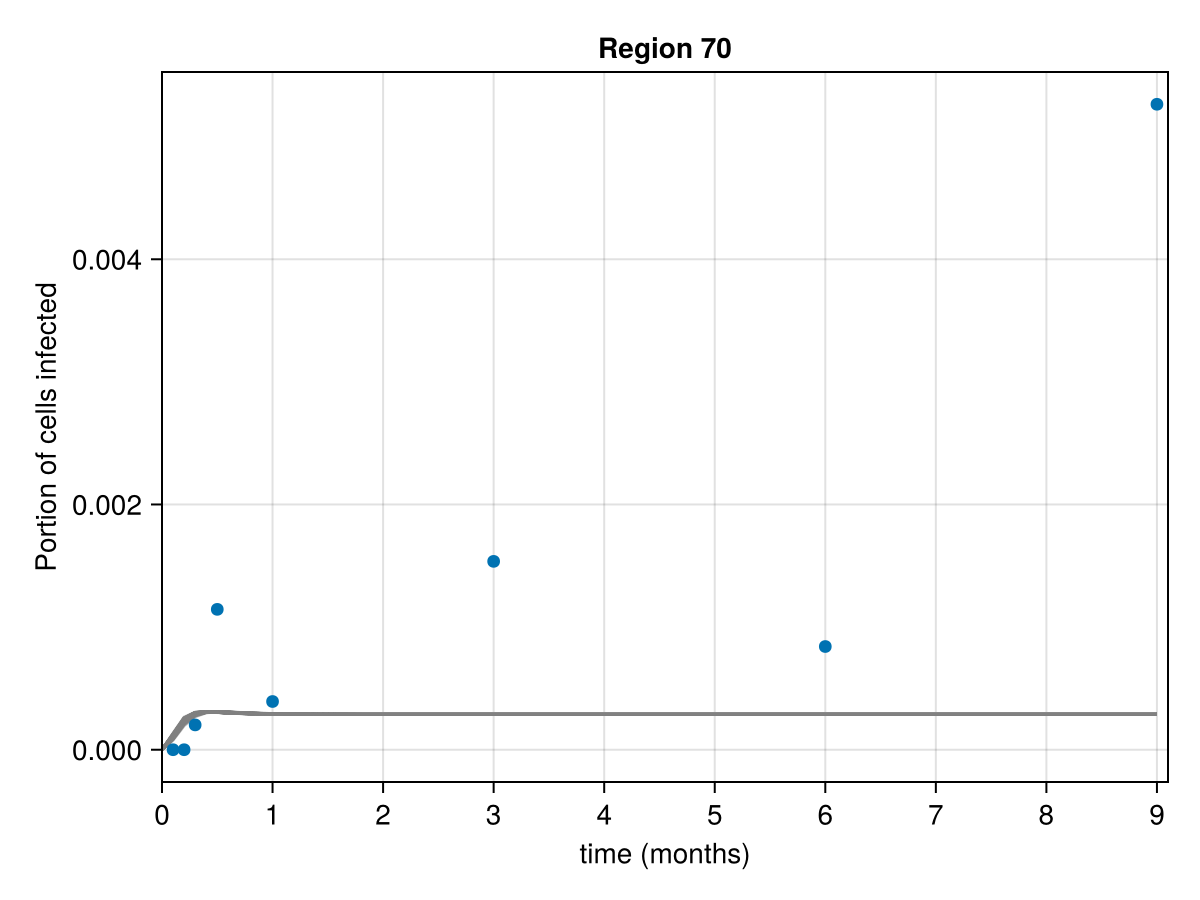 Region 70
Portion of cells infected
0.004
0.002
0.000
0 1 2 3 4 5 6 7 8 9
time (months)